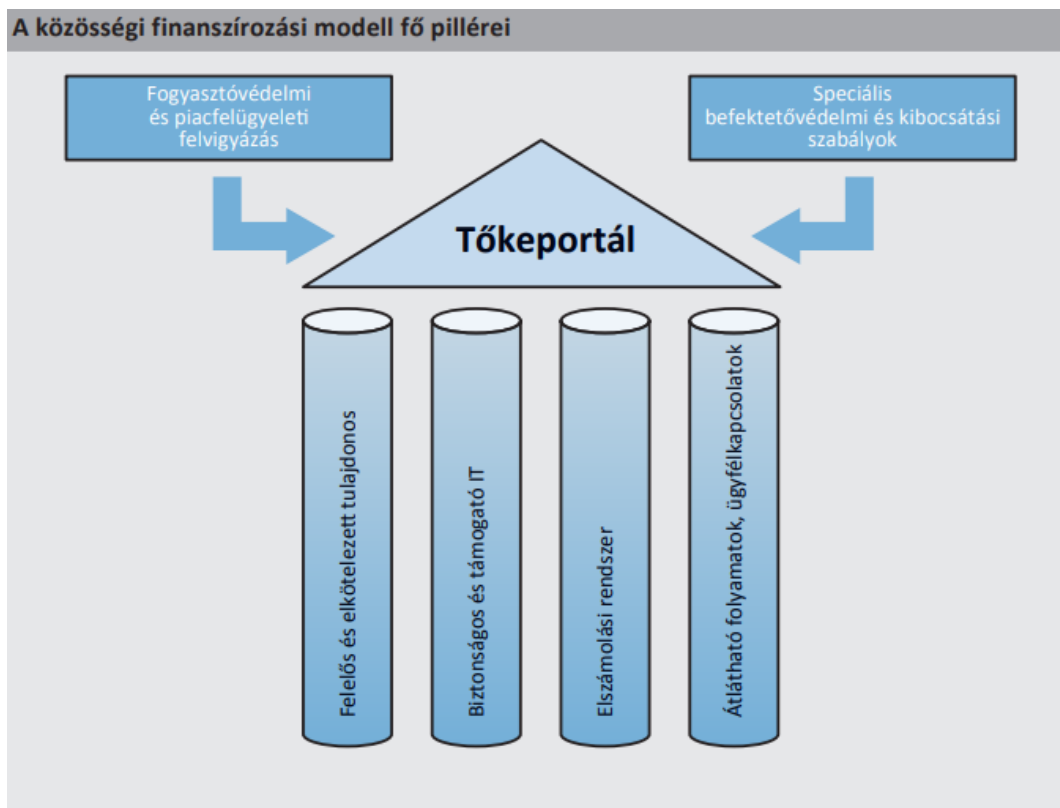 A közösségi finanszírozási modell fő pillérei
Fogyasztóvédelmi
és piacfelügyeleti
felvigyázás
Speciális
befektetővédelmi és kibocsátási
szabályok
Tőkeportál
Felelős és elkötelezett tulajdonos
Biztonságos és támogató IT
Elszámolási rendszer
Átlátható folyamatok, ügyfélkapcsolatok